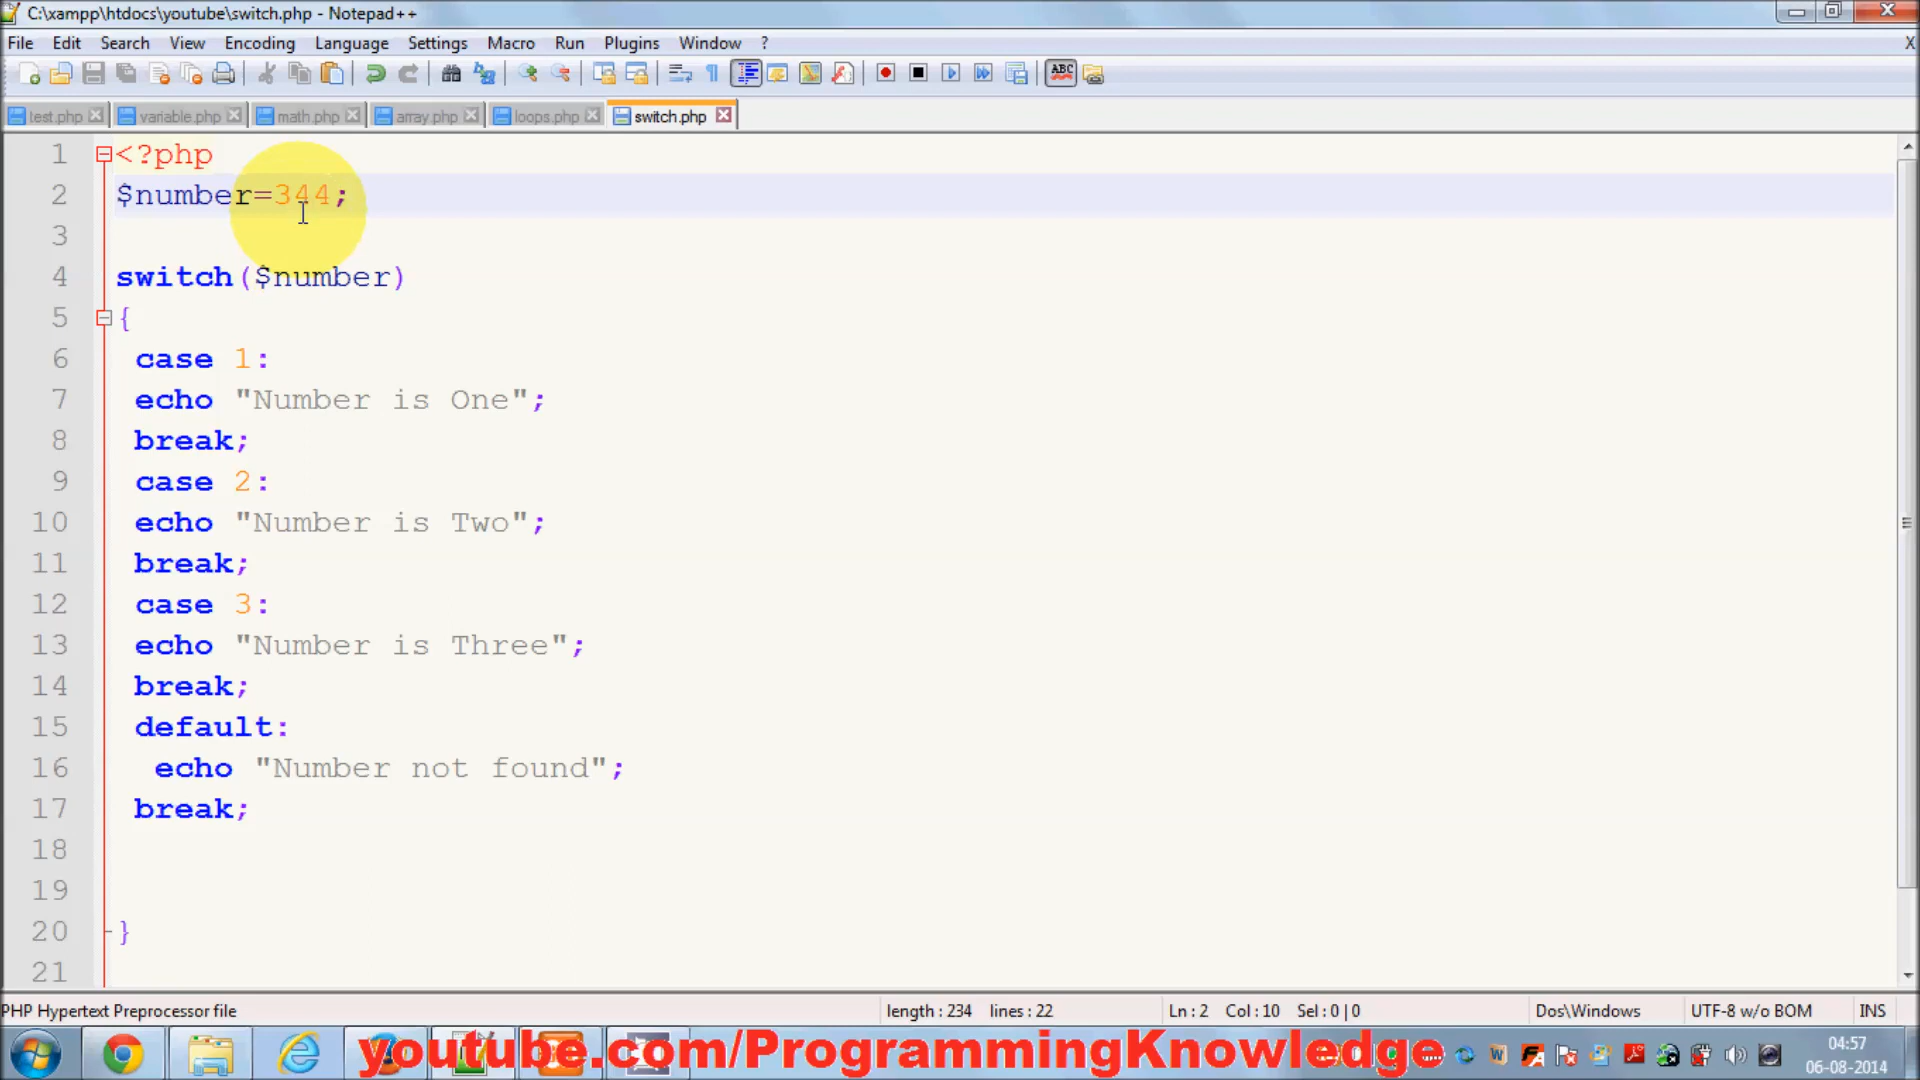 C:\xampp\htdocs\youtube\switch.php - Notepad++
File Edit Search View Encoding Language Settings Macro Run Plugins Window ? X
ABC
test.php variable.php math.php array.php loops.php switch.php
1 <?php
2 $number=344;
3
4 switch($number)
5 {
6 case 1:
7 echo "Number is One";
8 break;
9 case 2:
10 echo "Number is Two";
11 break;
12 case 3:
13 echo "Number is Three";
14 break;
15 default:
16 echo "Number not found";
17 break;
18
19
20 }
21
PHP Hypertext Preprocessor file length : 234 lines : 22 Ln : 2 Col : 10 Sel : 0 | 0 Dos\Windows UTF-8 w/o BOM INS
youtube.com/ProgrammingKnowledge
04:57
06-08-2014